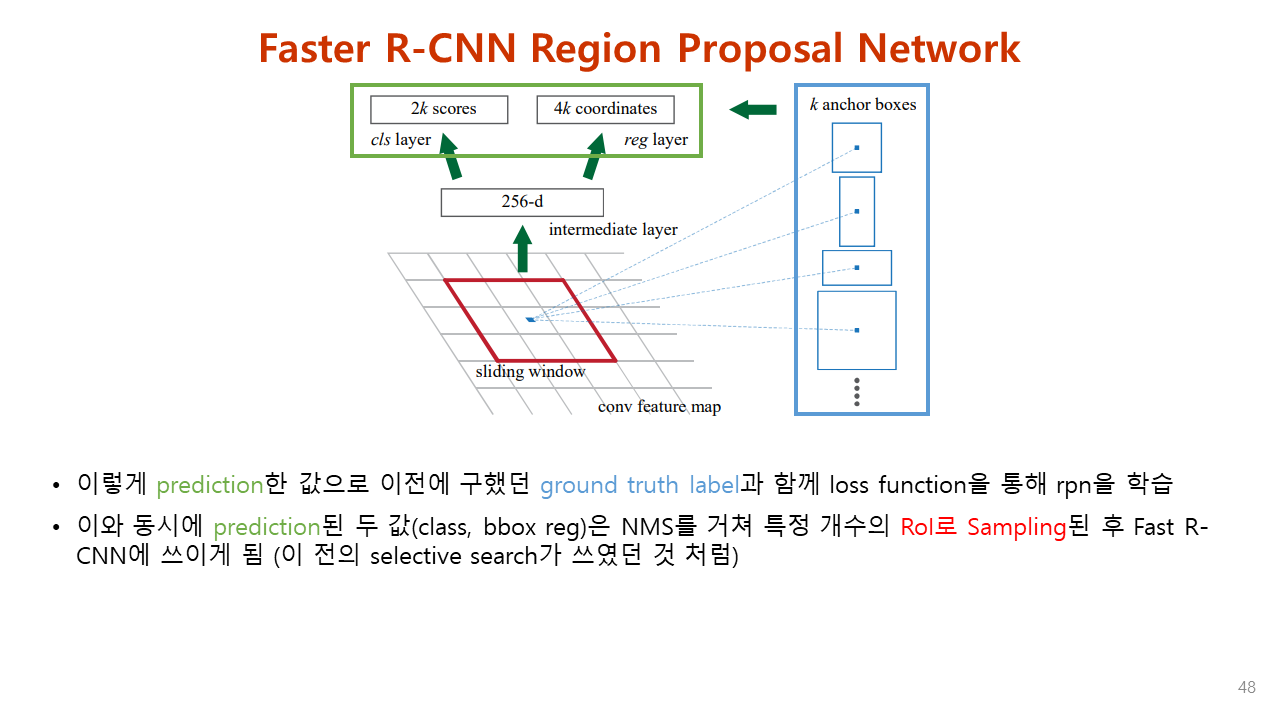 Faster R-CNN Region Proposal Network
2k scores
4k coordinates
k anchor boxes
cls layer
reg layer
256-d
intermediate layer
sliding window
conv feature map
• 이렇게 prediction한 값으로 이전에 구했던 ground truth label과 함께 loss function을 통해 rpn을 학습
• 이와 동시에 prediction된 두 값(class, bbox reg)은 NMS를 거쳐 특정 개수의 RoI로 Sampling된 후 Fast R-
CNN에 쓰이게 됨 (이 전의 selective search가 쓰였던 것 처럼)
48